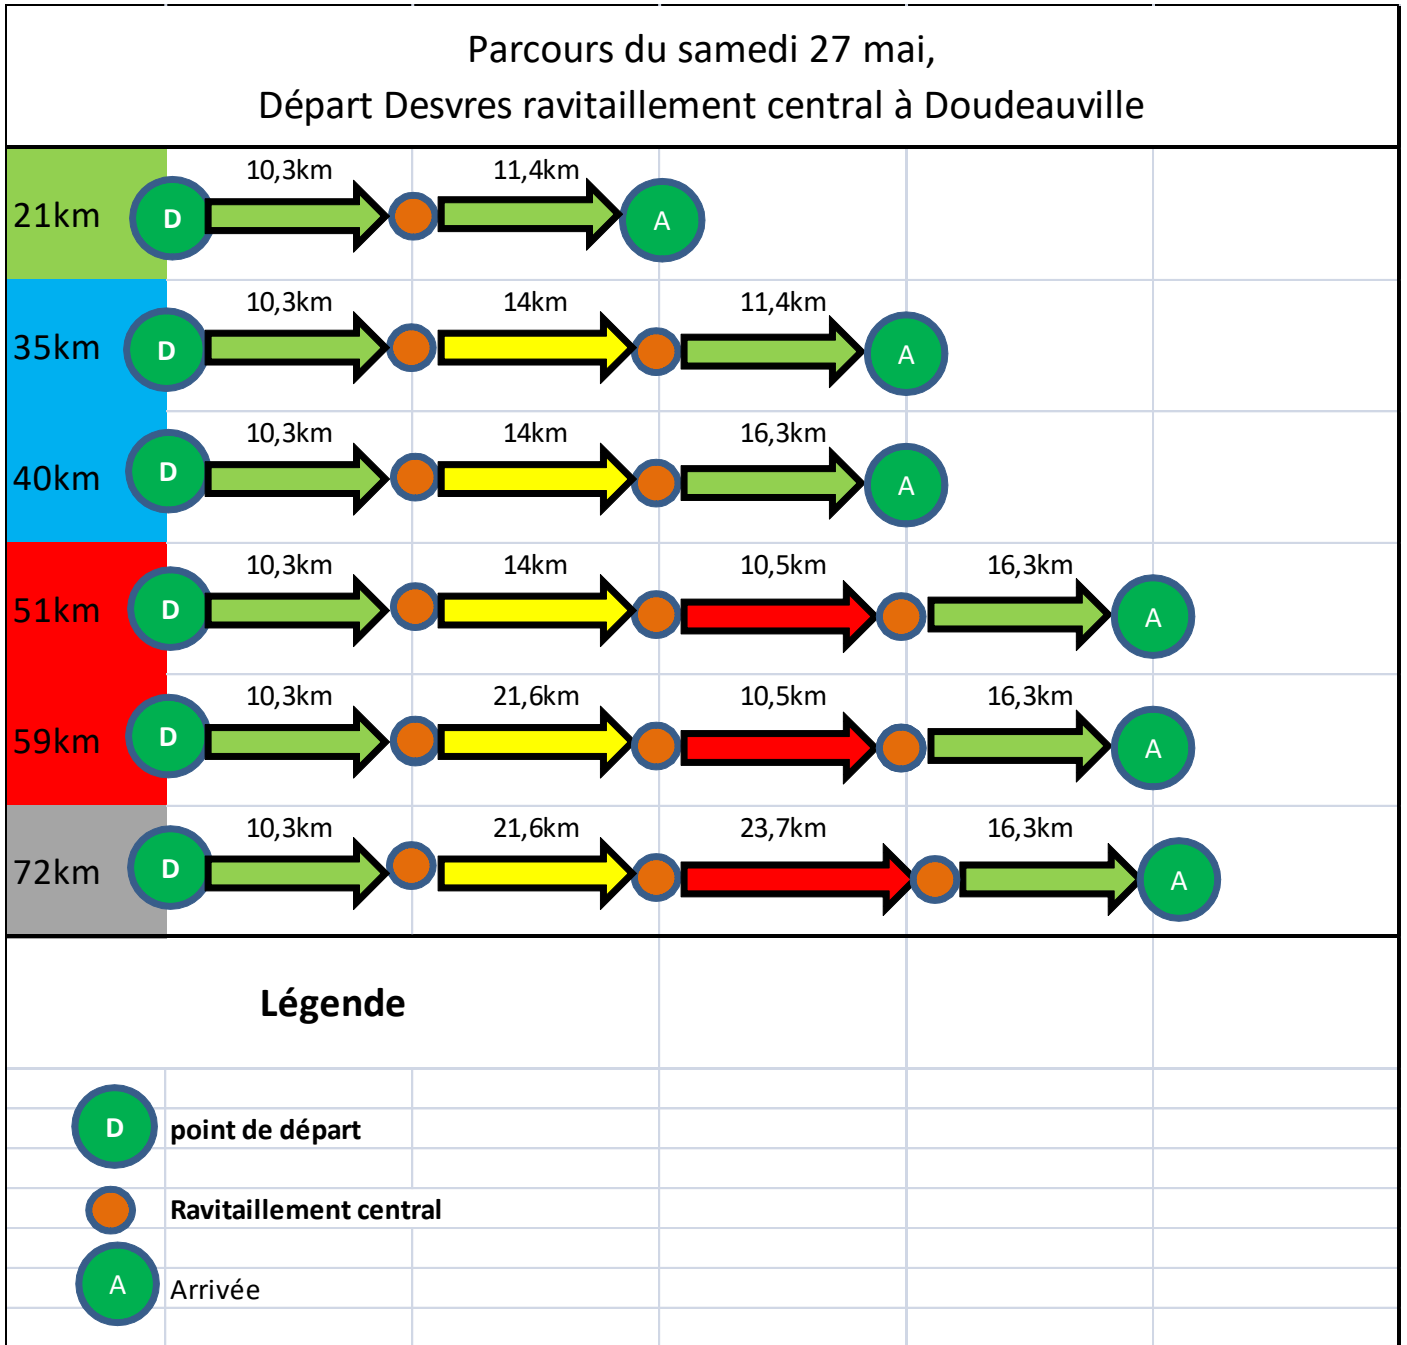 Parcours du samedi 27 mai,
Départ Desvres ravitaillement central à Doudeauville
10,3km 11,4km
21km D A
10,3km 14km 11,4km
35km D A
10,3km 14km 16,3km
40km D A
10,3km 14km 10,5km 16,3km
51km D A
10,3km 21,6km 10,5km 16,3km
59km D A
10,3km 21,6km 23,7km 16,3km
72km D A
Légende
D point de départ
Ravitaillement central
A Arrivée